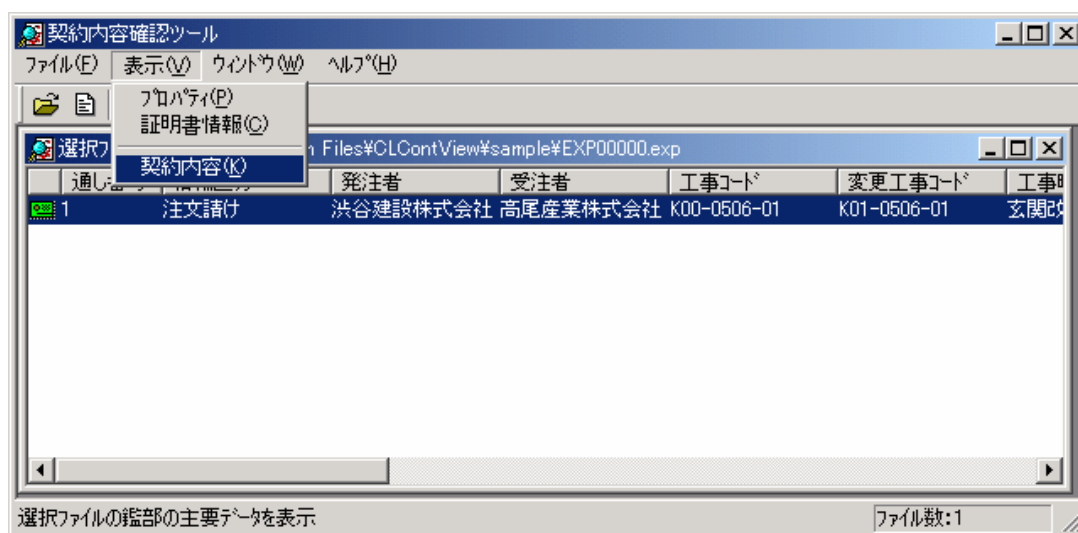 契約内容確認ツール
ファイル(F) 表示(V) ウィンドウ(W) ヘルプ(H)
プロパティ(P)
証明書情報(C)
契約内容(K)
Files¥CLContView¥sample¥EXP00000.exp
発注者 受注者 工事コード 変更工事コード
1 注文請け 渋谷建設株式会社 高尾産業株式会社 K00-0506-01 K01-0506-01
選択ファイルの鑑部の主要データを表示 ファイル数:1